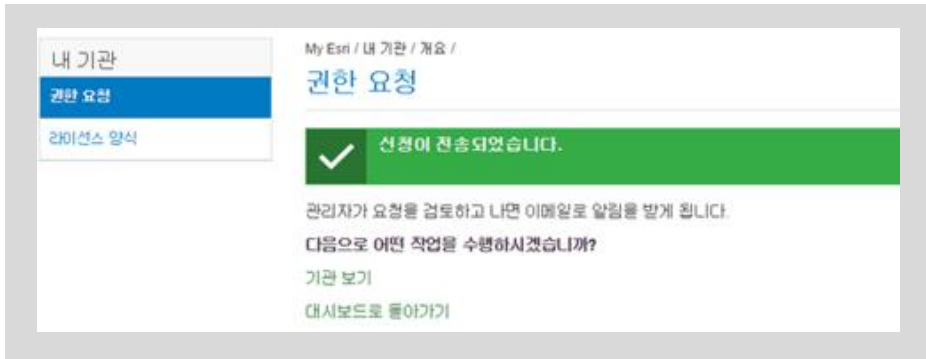 내 기관
권한 요청
라이선스 양식
My Esri / 내 기관 / 개요 /
권한 요청
신청이 전송되었습니다.
관리자가 요청을 검토하고 나면 이메일로 알림을 받게 됩니다.
다음으로 어떤 작업을 수행하시겠습니까?
기관 보기
대시보드로 돌아가기